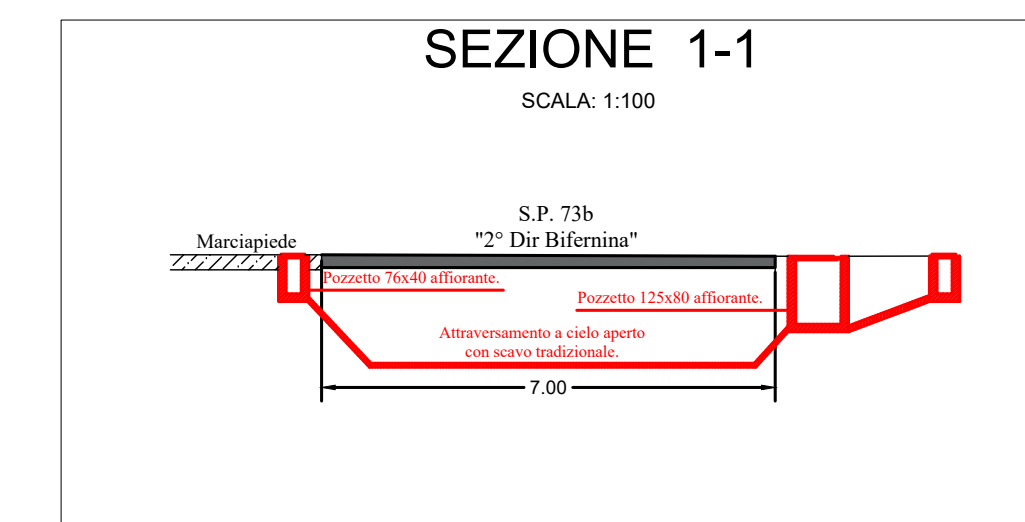 SEZIONE 1-1
SCALA: 1:100
S.P. 73b
"2° Dir Bifernina"
Marciapiede
Pozzetto 76x40 affiorante.
Pozzetto 125x80 affiorante.
Attraversamento a cielo aperto
con scavo tradizionale.
7.00